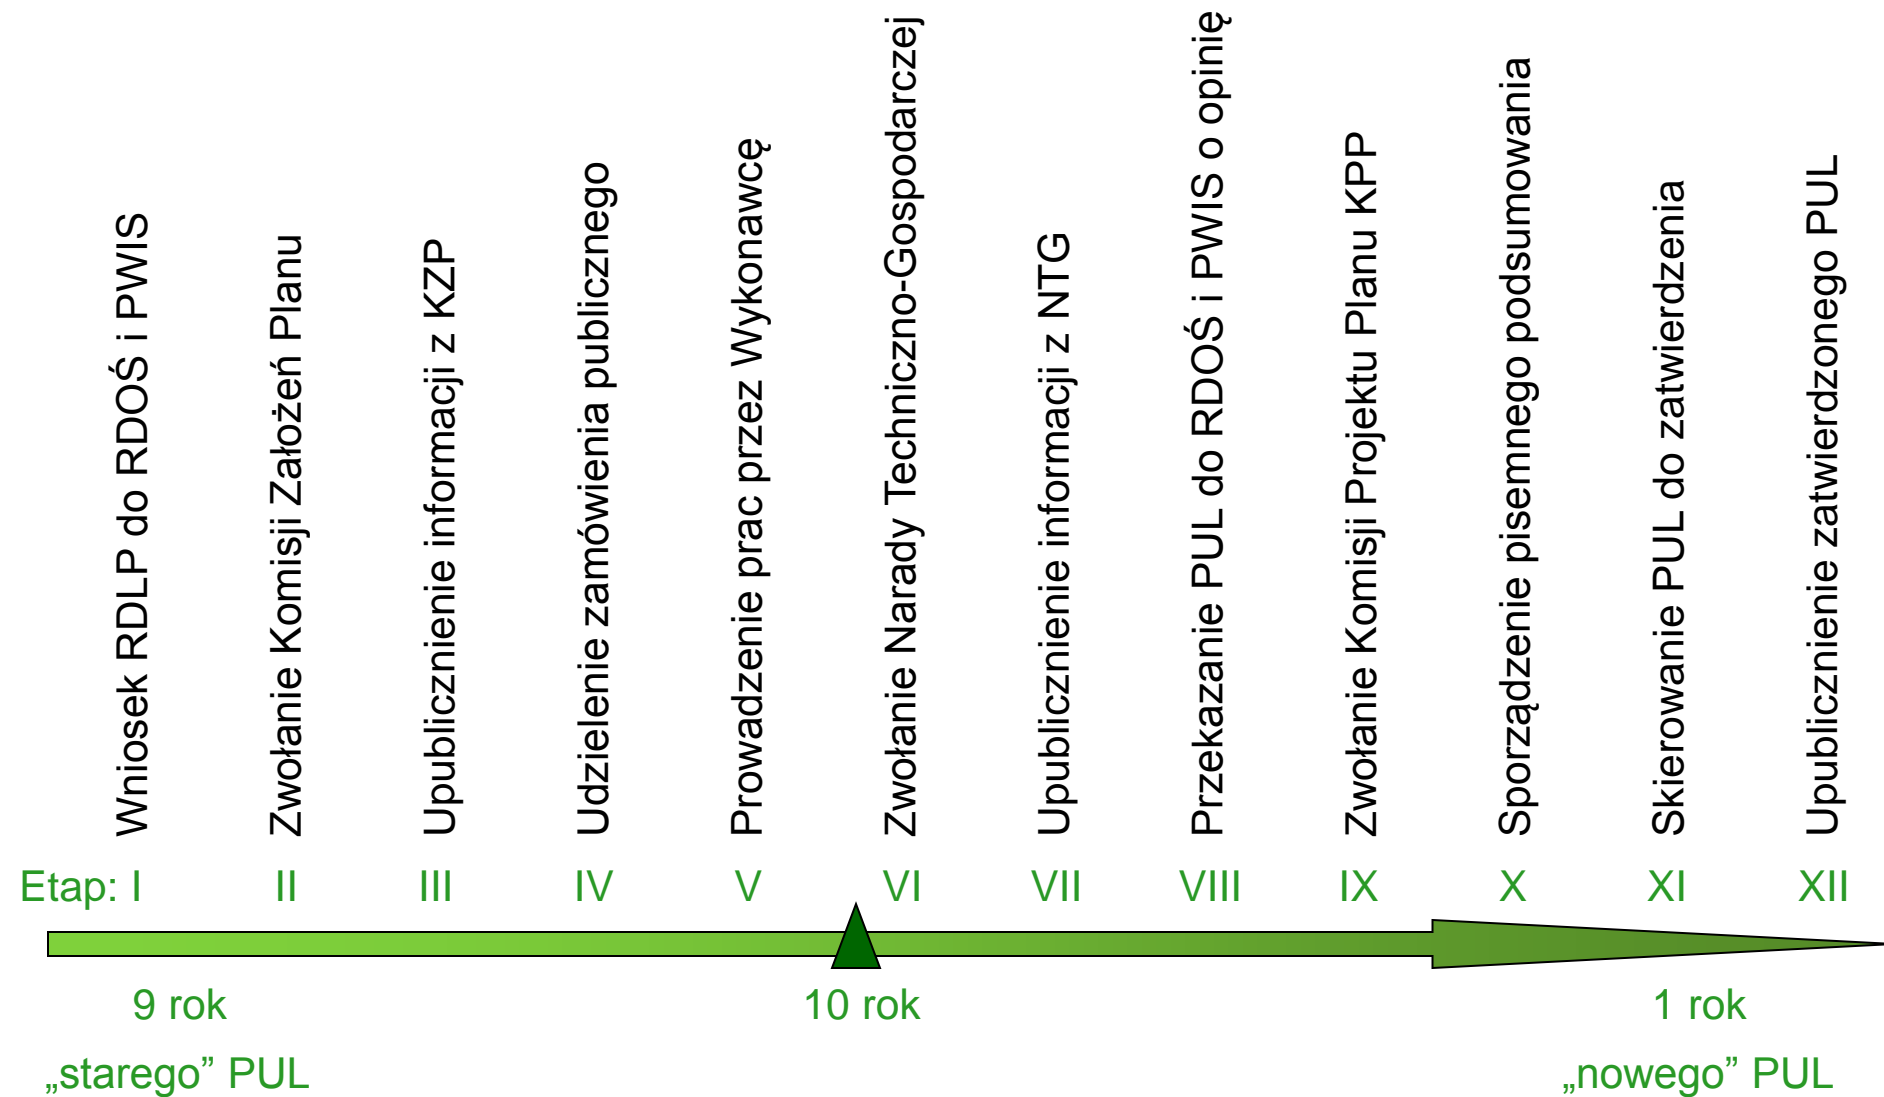 Wniosek RDLP do RDOŚ i PWIS
Zwołanie Komisji Założeń Planu
Upublicznienie informacji z KZP
Udzielenie zamówienia publicznego
Prowadzenie prac przez Wykonawcę
Zwołanie Narady Techniczno-Gospodarczej
Upublicznienie informacji z NTG
Przekazanie PUL do RDOŚ i PWIS o opinię
Zwołanie Komisji Projektu Planu KPP
Sporządzenie pisemnego podsumowania
Skierowanie PUL do zatwierdzenia
Upublicznienie zatwierdzonego PUL
Etap: I II III IV V VI VII VIII IX X XI XII
9 rok 10 rok 1 rok
„starego” PUL „nowego” PUL